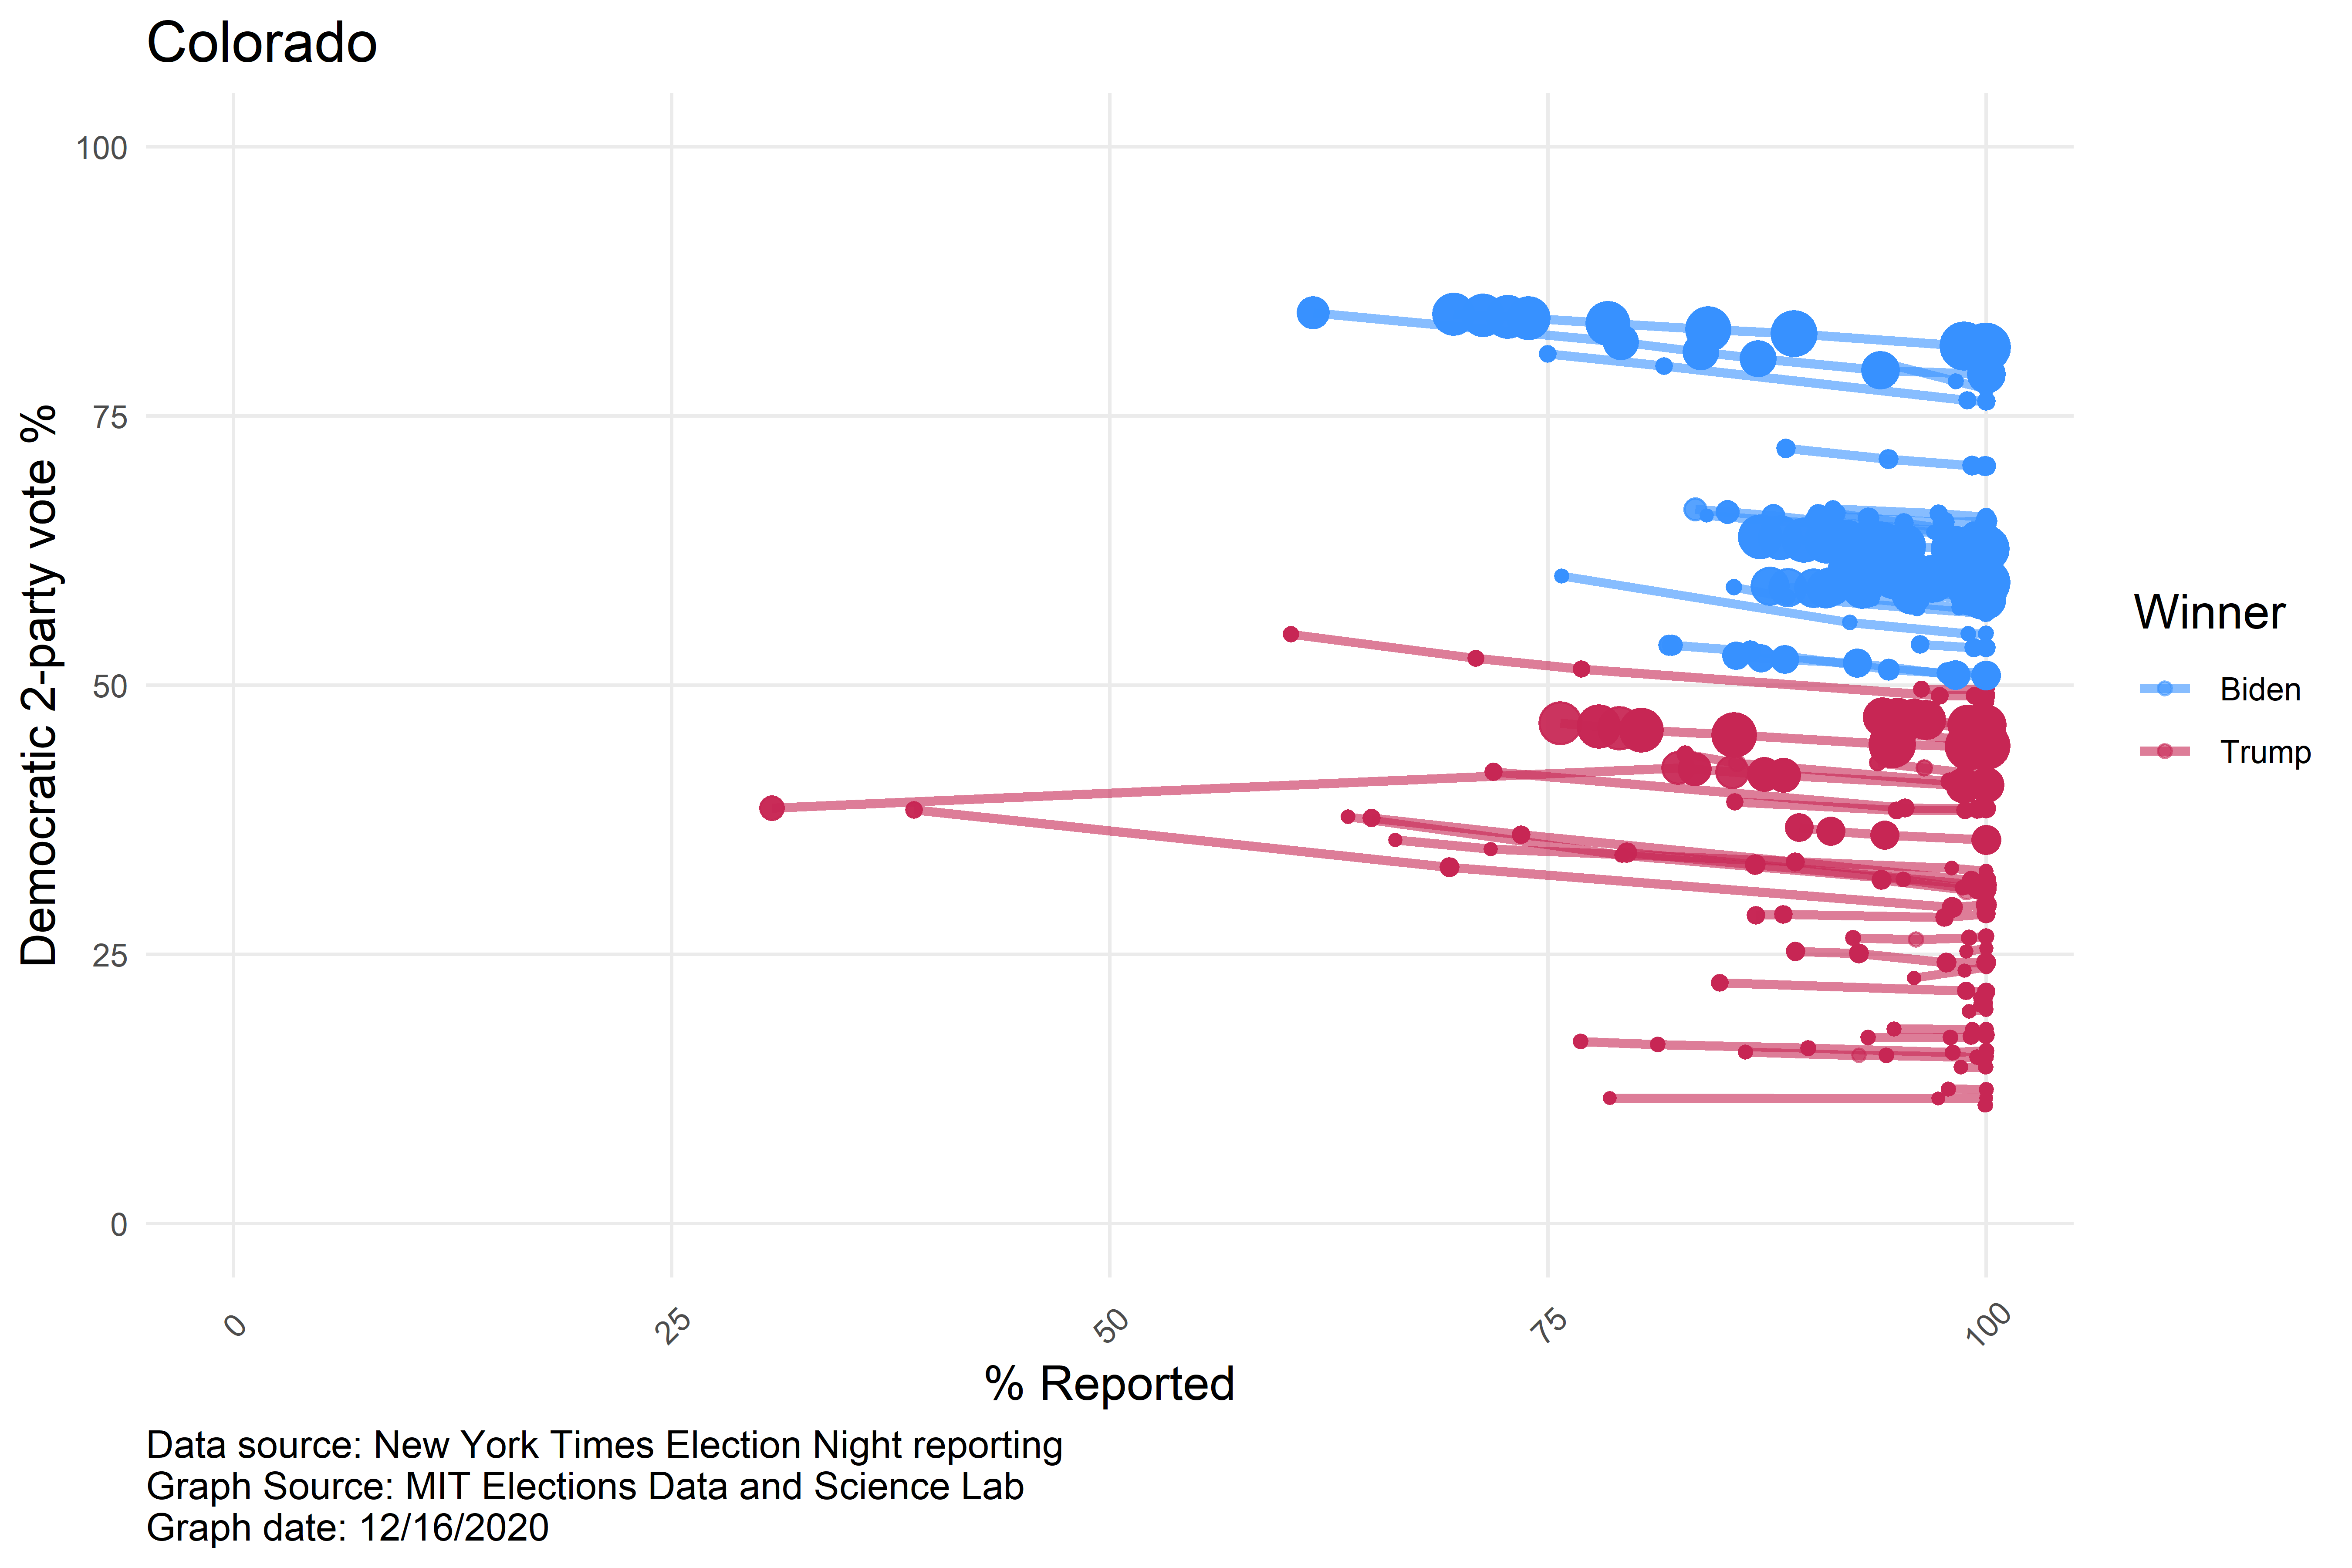 Colorado
100
75
50
25
0
Democratic 2-party vote %
0
25
50
75
100
% Reported
Winner
Biden
Trump
Data source: New York Times Election Night reporting
Graph Source: MIT Elections Data and Science Lab
Graph date: 12/16/2020